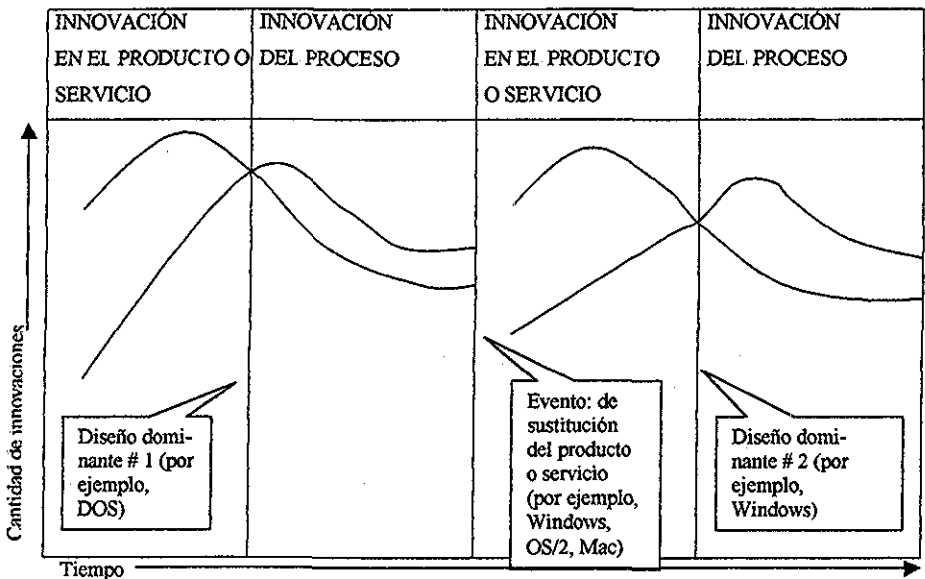 INNOVACIÓN
EN EL PRODUCTO O
SERVICIO
INNOVACIÓN
DEL PROCESO
INNOVACIÓN
EN EL PRODUCTO
O SERVICIO
INNOVACIÓN
DEL PROCESO
Cantidad de innovaciones
Diseño domi-
nante # 1 (por
ejemplo,
DOS)
Evento: de
sustitución
del producto
o servicio
(por ejemplo,
Windows,
OS/2, Mac)
Diseño domi-
nante # 2 (por
ejemplo,
Windows)
Tiempo